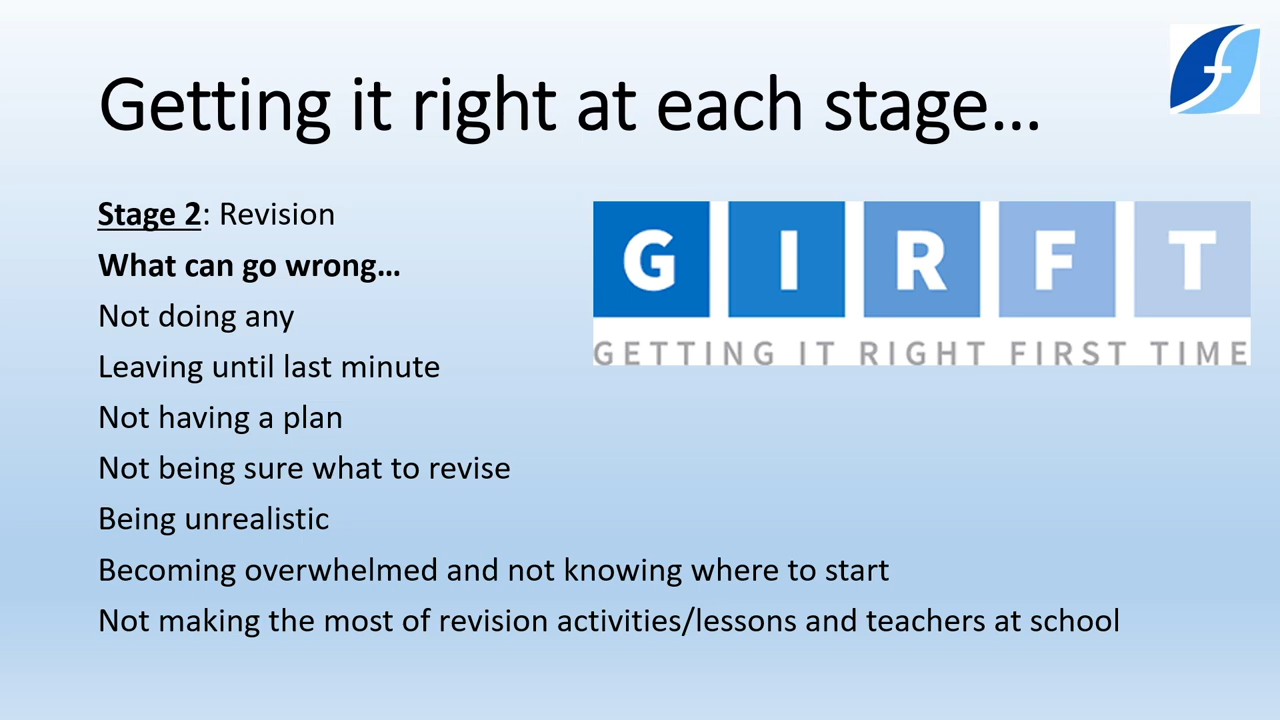 Getting it right at each stage…
Stage 2: Revision
What can go wrong…
Not doing any
Leaving until last minute
Not having a plan
Not being sure what to revise
Being unrealistic
Becoming overwhelmed and not knowing where to start
Not making the most of revision activities/lessons and teachers at school
G I R F T
GETTING IT RIGHT FIRST TIME
f